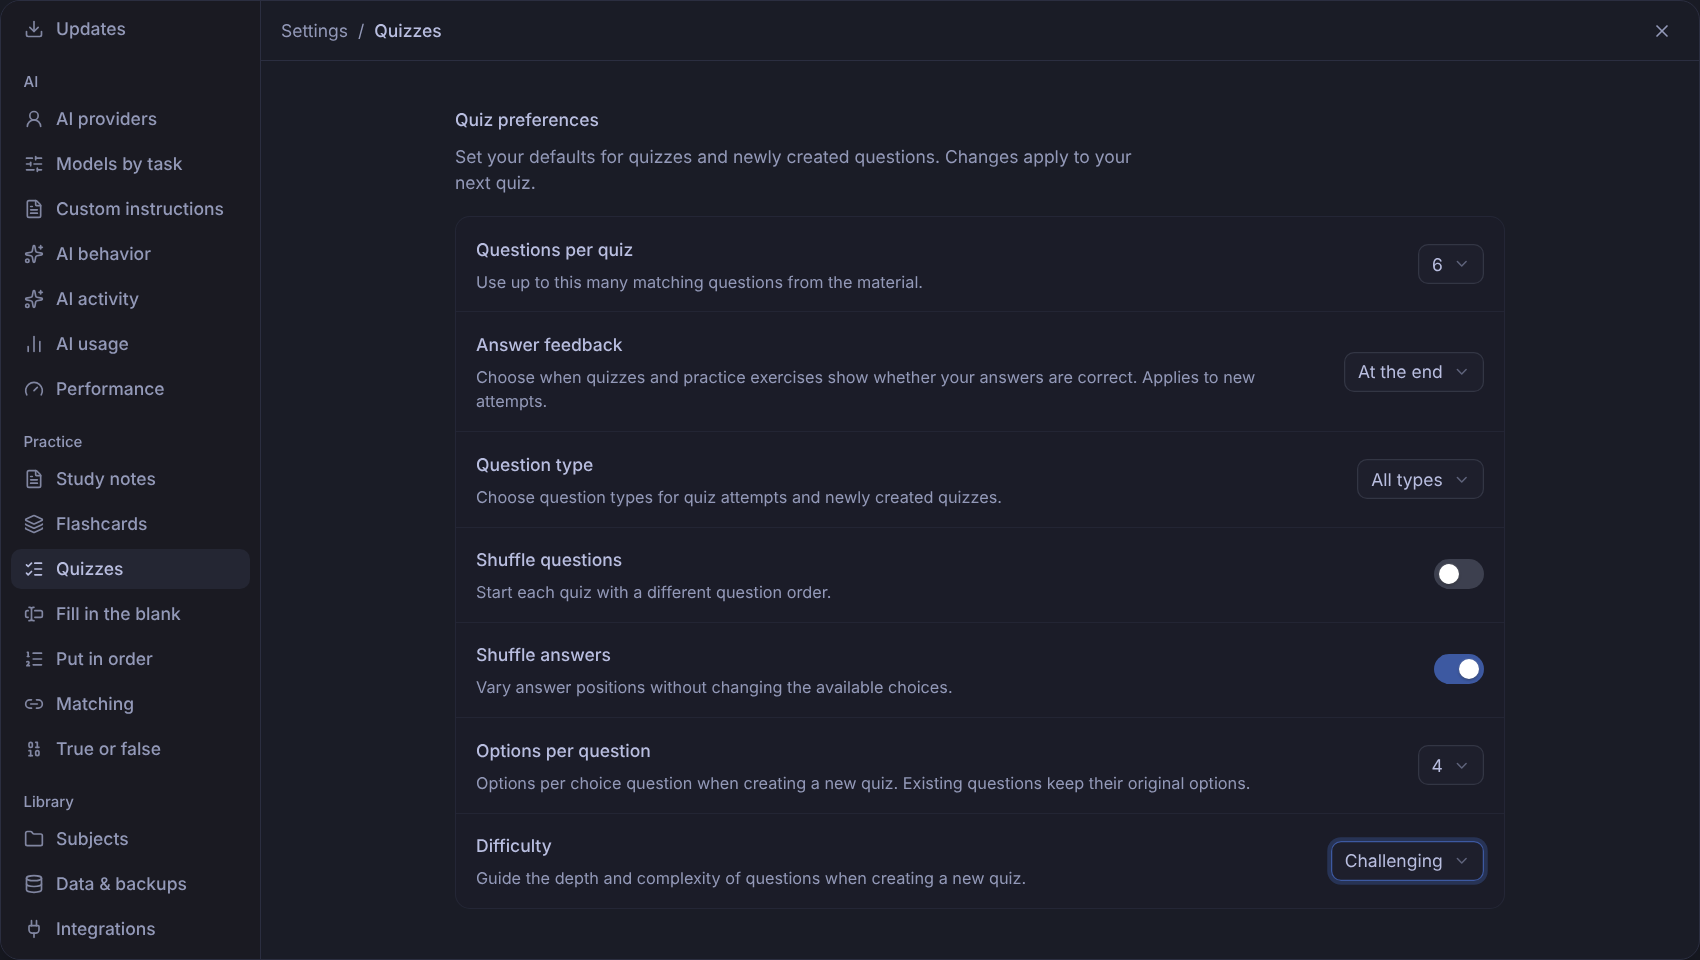 Updates
AI
AI providers
Models by task
Custom instructions
AI behavior
AI activity
AI usage
Performance
Practice
Study notes
Flashcards
Quizzes
Fill in the blank
Put in order
Matching
True or false
Library
Subjects
Data & backups
Integrations
Settings / Quizzes
Quiz preferences
Set your defaults for quizzes and newly created questions. Changes apply to your
next quiz.
Questions per quiz
Use up to this many matching questions from the material.
6
Answer feedback
Choose when quizzes and practice exercises show whether your answers are correct. Applies to new
attempts.
At the end
Question type
Choose question types for quiz attempts and newly created quizzes.
All types
Shuffle questions
Start each quiz with a different question order.
Shuffle answers
Vary answer positions without changing the available choices.
Options per question
Options per choice question when creating a new quiz. Existing questions keep their original options.
4
Difficulty
Guide the depth and complexity of questions when creating a new quiz.
Challenging